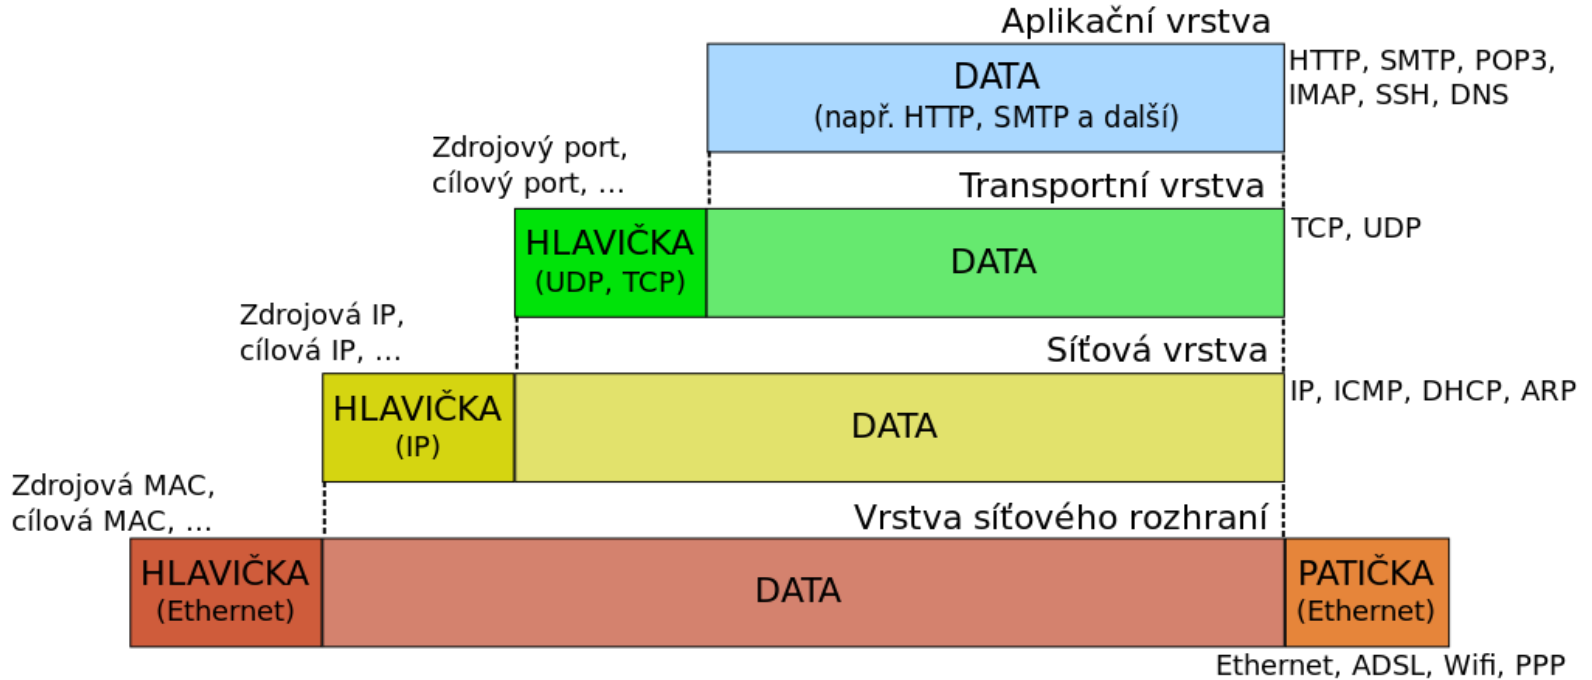 Aplikační vrstva
DATA
(např. HTTP, SMTP a další)
HTTP, SMTP, POP3,
IMAP, SSH, DNS
Zdrojový port,
cílový port, ...
Transportní vrstva
HLAVIČKA
(UDP, TCP)
DATA
TCP, UDP
Zdrojová IP,
cílová IP, ...
Síťová vrstva
HLAVIČKA
(IP)
DATA
IP, ICMP, DHCP, ARP
Zdrojová MAC,
cílová MAC, ...
Vrstva síťového rozhraní
HLAVIČKA
(Ethernet)
DATA
PATIČKA
(Ethernet)
Ethernet, ADSL, Wifi, PPP